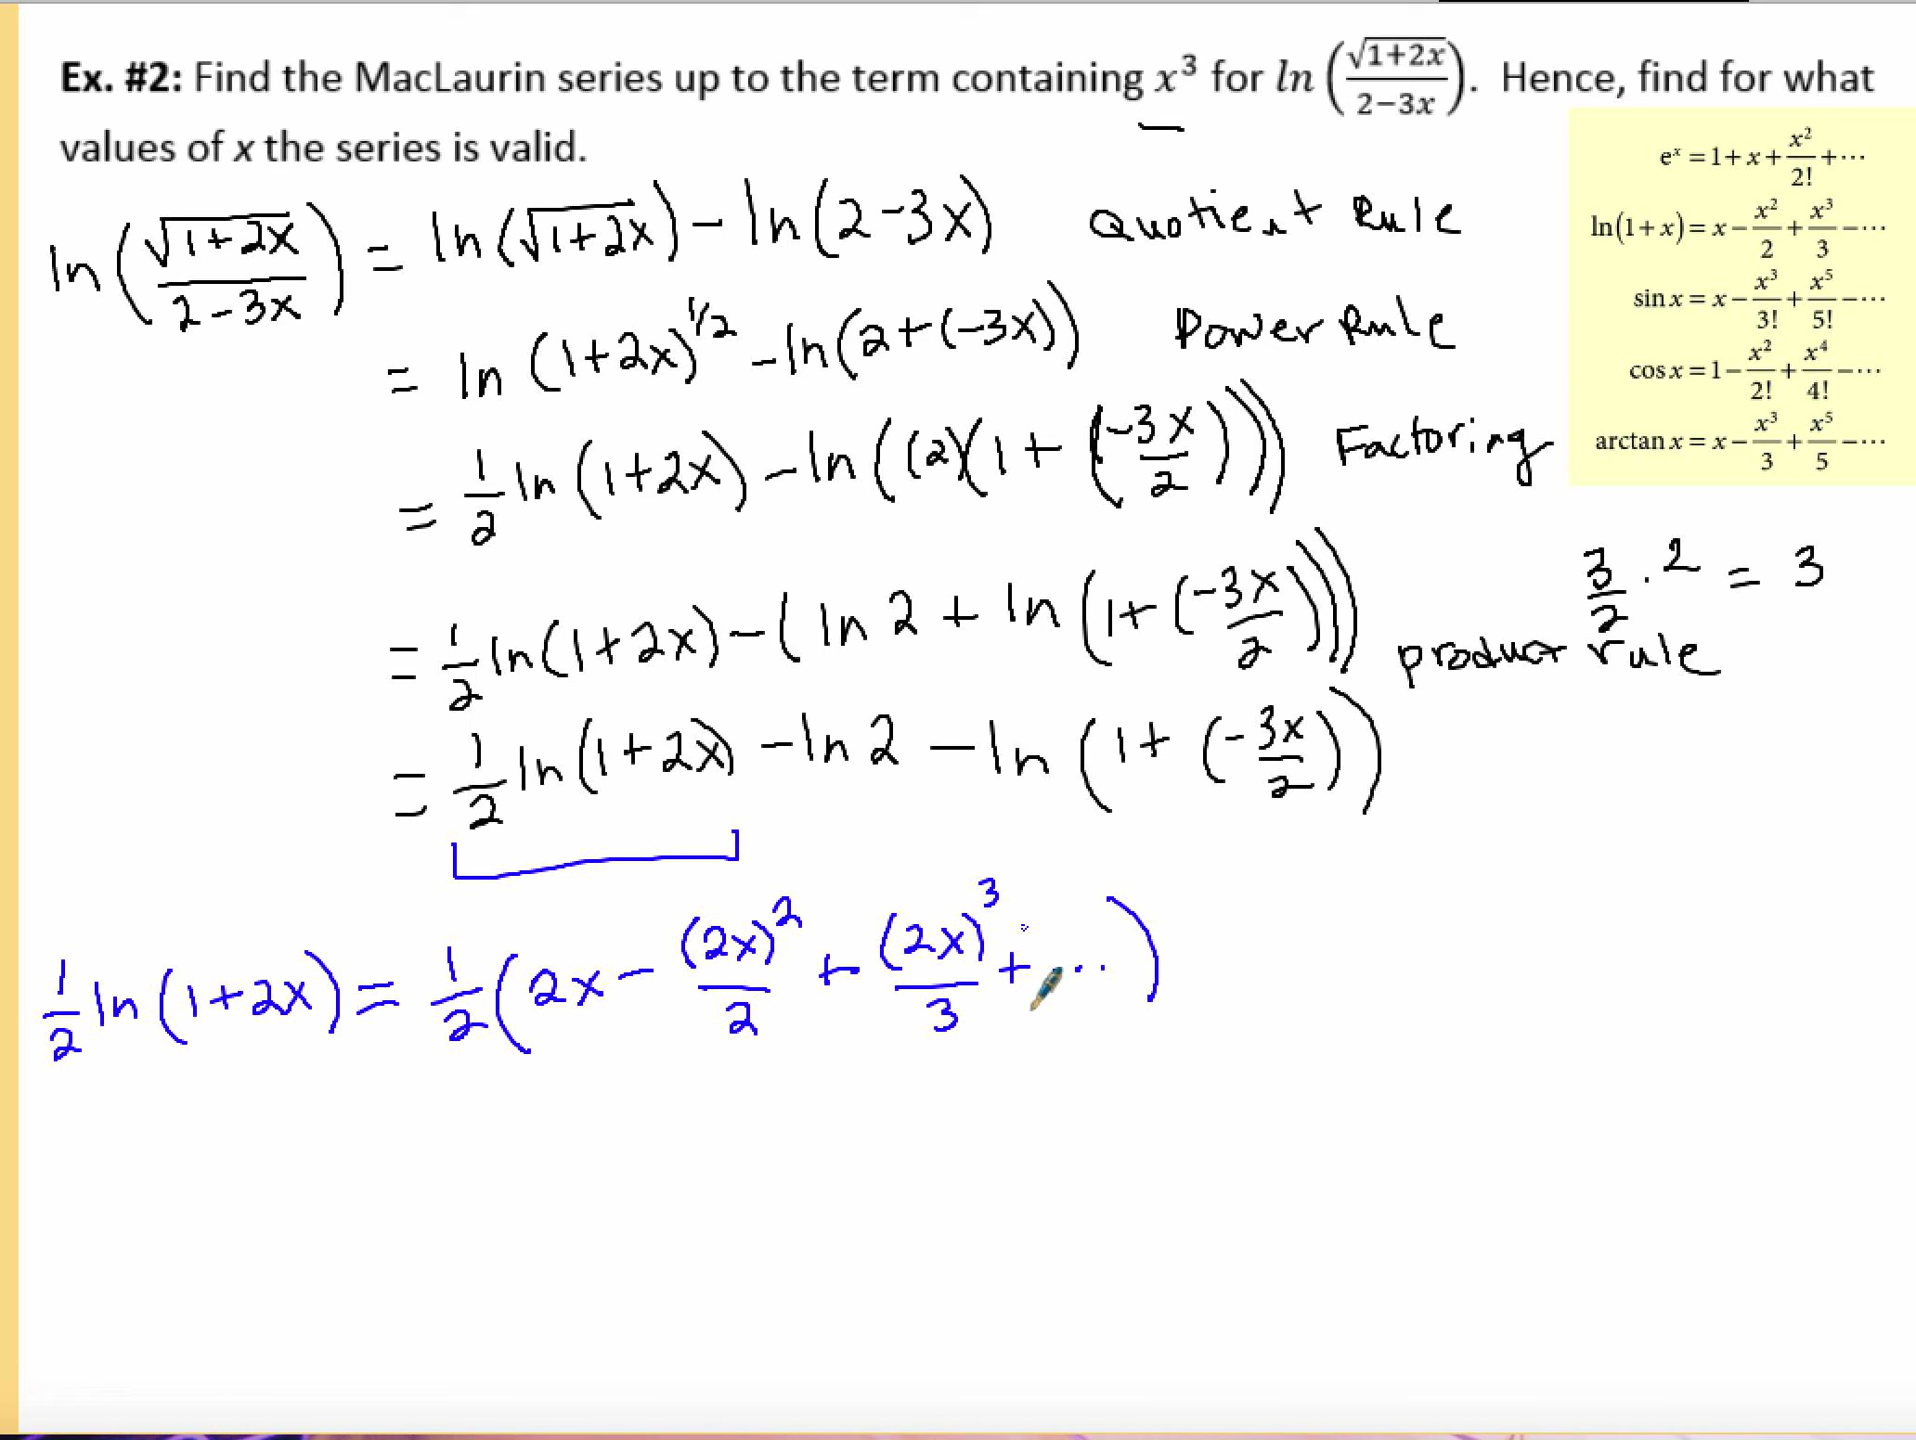 Ex. #2: Find the MacLaurin series up to the term containing x³ for ln (√(1+2x)/(2−3x)). Hence, find for what
values of x the series is valid.
eˣ = 1 + x + x²/2! + ⋯
ln(1+x) = x − x²/2 + x³/3 − ⋯
sin x = x − x³/3! + x⁵/5! − ⋯
cos x = 1 − x²/2! + x⁴/4! − ⋯
arctan x = x − x³/3 + x⁵/5 − ⋯
ln (√(1+2x)/(2-3x)) = ln (√(1+2x)) - ln (2-3x) Quotient Rule
= ln (1+2x)^1/2 - ln (2+(-3x)) Power Rule
= 1/2 ln (1+2x) - ln ((2)(1 + (-3x/2))) Factoring
3/2 · 2 = 3
= 1/2 ln (1+2x) - (ln 2 + ln (1+(-3x/2))) product rule
= 1/2 ln (1+2x) - ln 2 - ln (1+ (-3x/2))
1/2 ln (1+2x) = 1/2 (2x - (2x)²/2 + (2x)³/3 + ...)